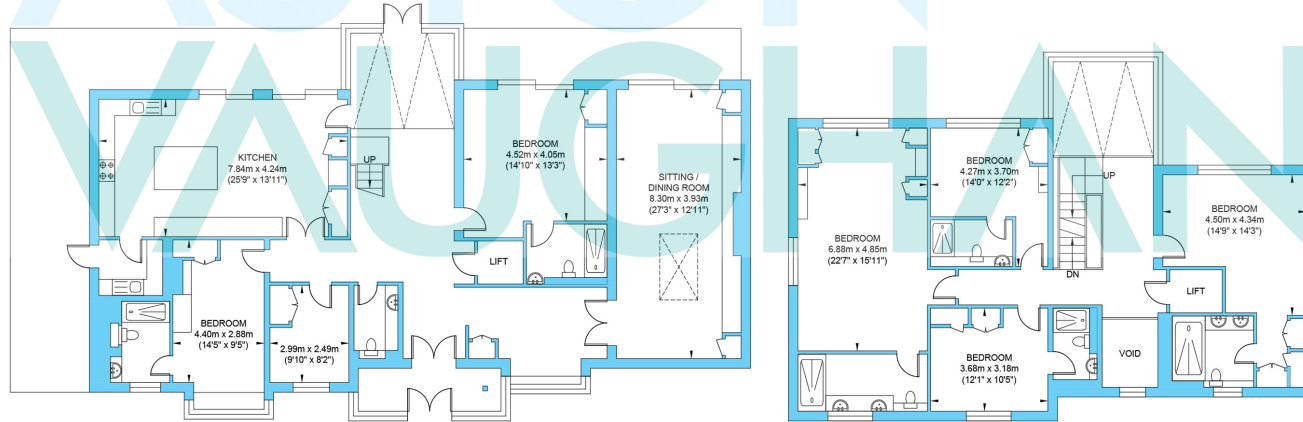 ASTON
VAUGHAN
KITCHEN
7.84m x 4.24m
(25'9" x 13'11")
UP
BEDROOM
4.52m x 4.05m
(14'10" x 13'3")
SITTING /
DINING ROOM
8.30m x 3.93m
(27'3" x 12'11")
LIFT
BEDROOM
4.40m x 2.88m
(14'5" x 9'5")
2.99m x 2.49m
(9'10" x 8'2")
BEDROOM
4.27m x 3.70m
(14'0" x 12'2")
UP
BEDROOM
6.88m x 4.85m
(22'7" x 15'11")
BEDROOM
4.50m x 4.34m
(14'9" x 14'3")
DN
LIFT
BEDROOM
3.68m x 3.18m
(12'1" x 10'5")
VOID